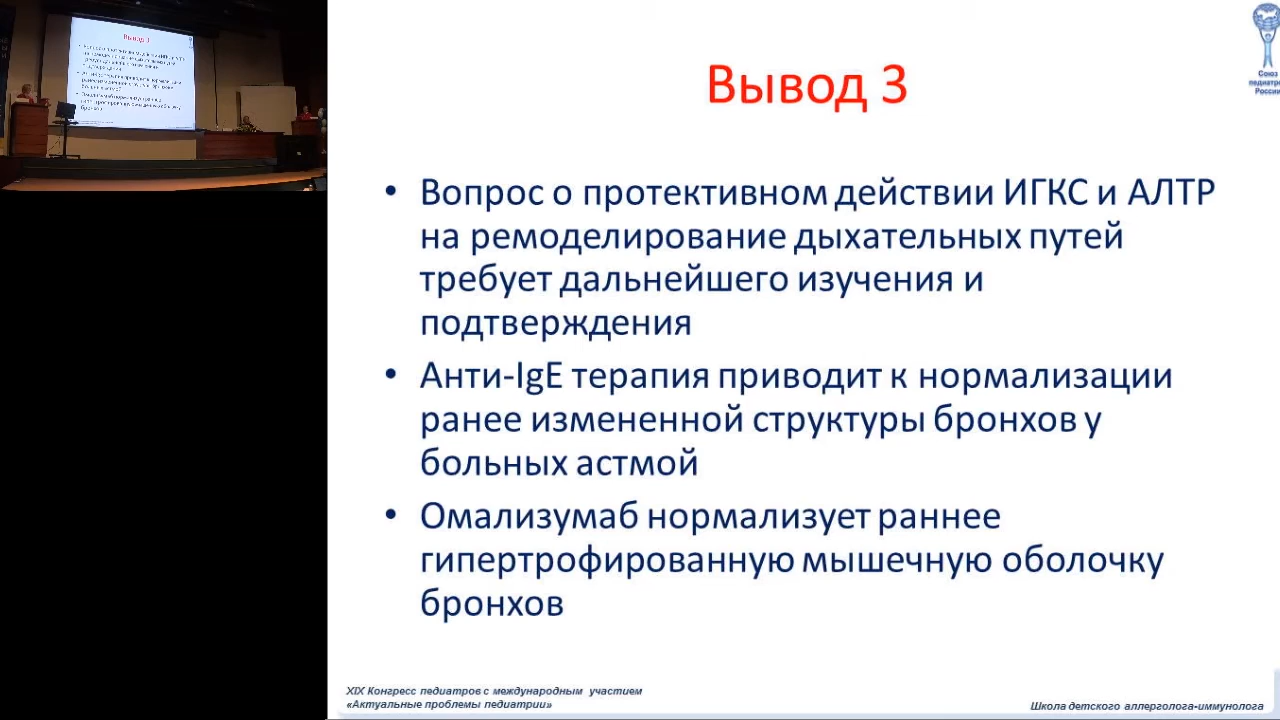 Вывод 3
Союз
педиатров
России
• Вопрос о протективном действии ИГКС и АЛТР
на ремоделирование дыхательных путей
требует дальнейшего изучения и
подтверждения
• Анти-IgE терапия приводит к нормализации
ранее измененной структуры бронхов у
больных астмой
• Омализумаб нормализует раннее
гипертрофированную мышечную оболочку
бронхов
XIX Конгресс педиатров с международным участием
«Актуальные проблемы педиатрии»
Школа детского аллерголога-иммунолога
Вывод 3